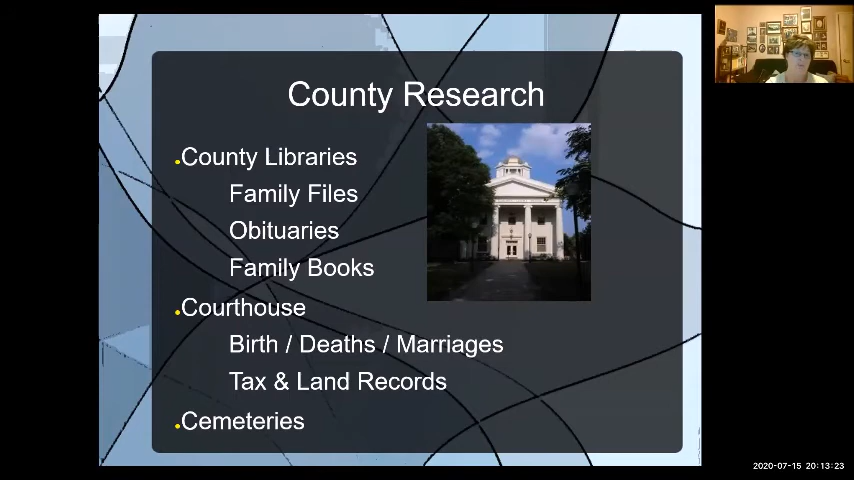 County Research
County Libraries
Family Files
Obituaries
Family Books
Courthouse
Birth / Deaths / Marriages
Tax & Land Records
Cemeteries
2020-07-15 20:13:23